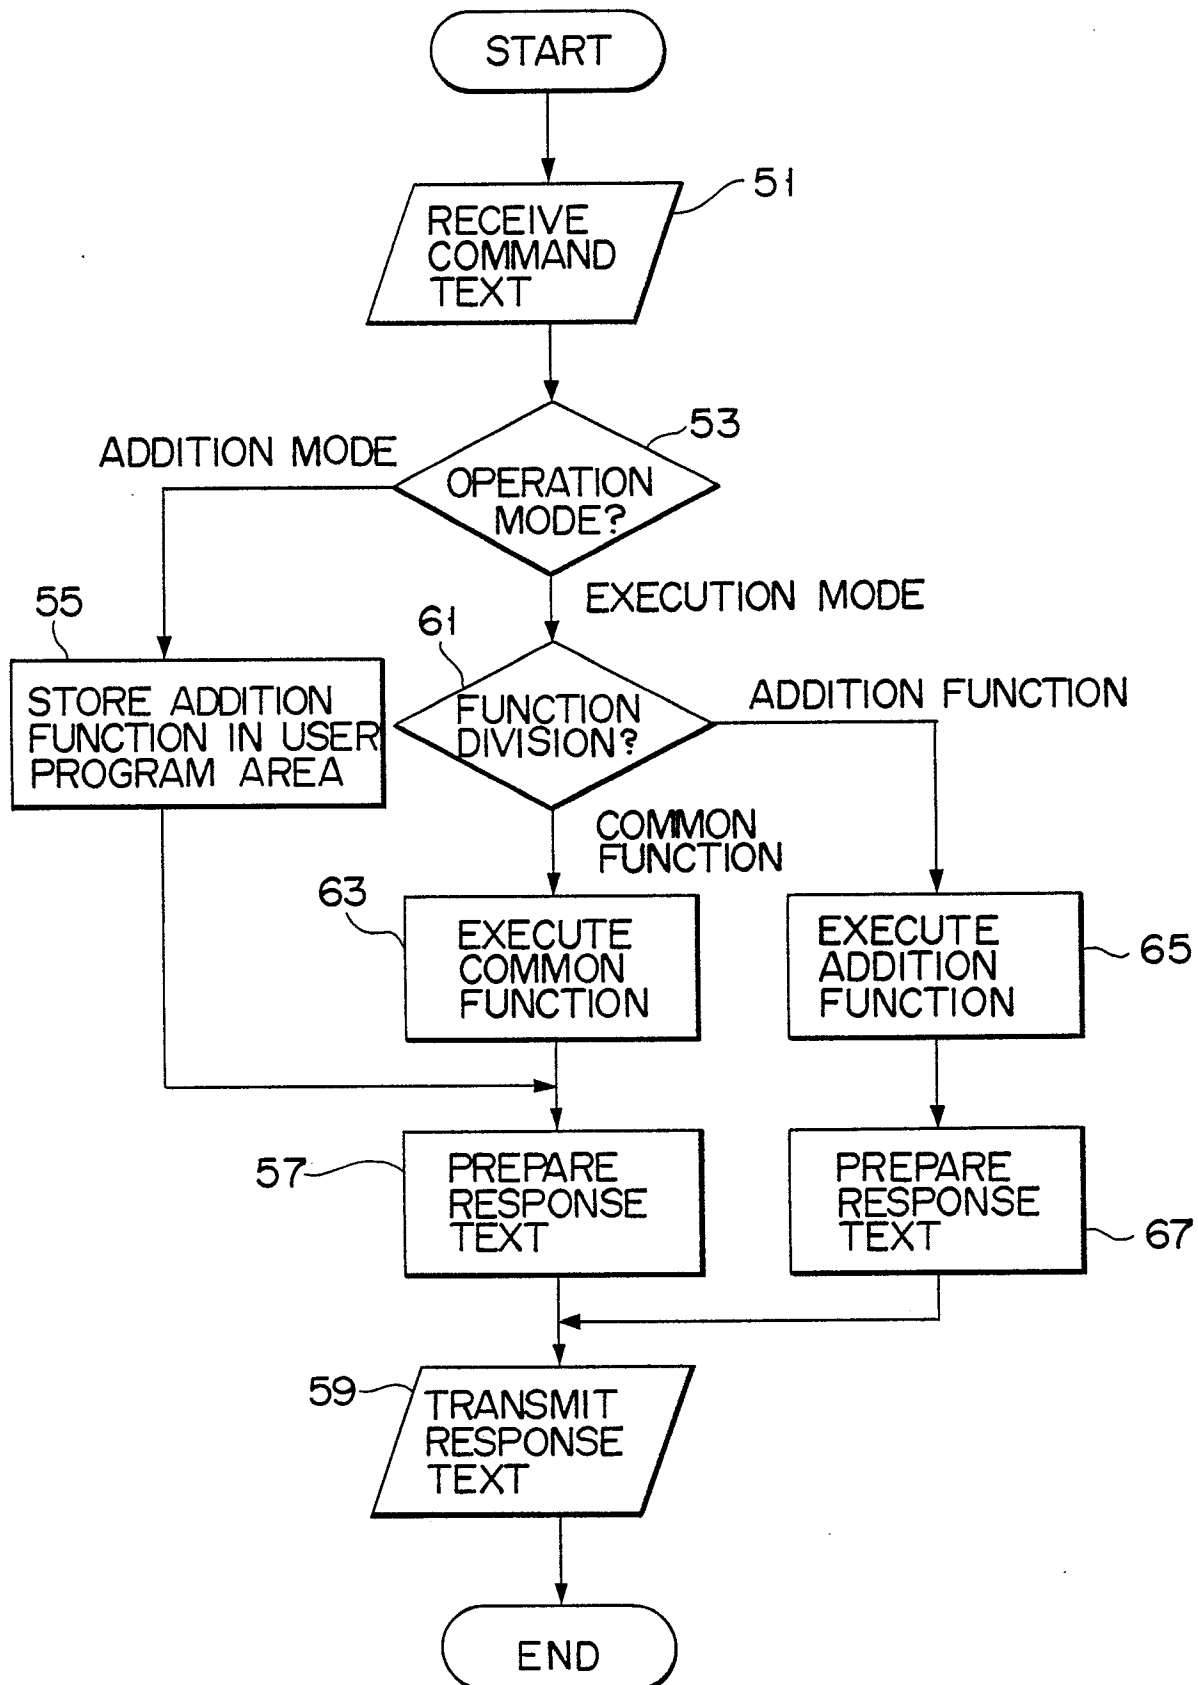 START
51
RECEIVE
COMMAND
TEXT
53
ADDITION MODE
OPERATION
MODE?
EXECUTION MODE
55
61
STORE ADDITION
FUNCTION IN USER
PROGRAM AREA
FUNCTION
DIVISION?
ADDITION FUNCTION
COMMON
FUNCTION
63
EXECUTE
COMMON
FUNCTION
EXECUTE
ADDITION
FUNCTION
65
57
PREPARE
RESPONSE
TEXT
PREPARE
RESPONSE
TEXT
67
59
TRANSMIT
RESPONSE
TEXT
END